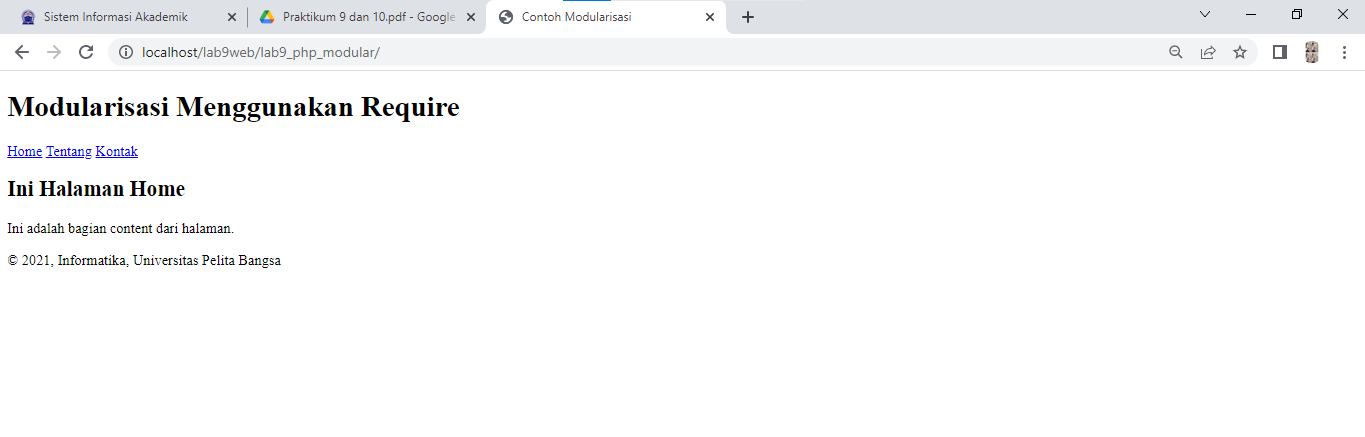 Sistem Informasi Akademik
Praktikum 9 dan 10.pdf - Google
Contoh Modularisasi
localhost/lab9web/lab9_php_modular/
Modularisasi Menggunakan Require
Home Tentang Kontak
Ini Halaman Home
Ini adalah bagian content dari halaman.
© 2021, Informatika, Universitas Pelita Bangsa